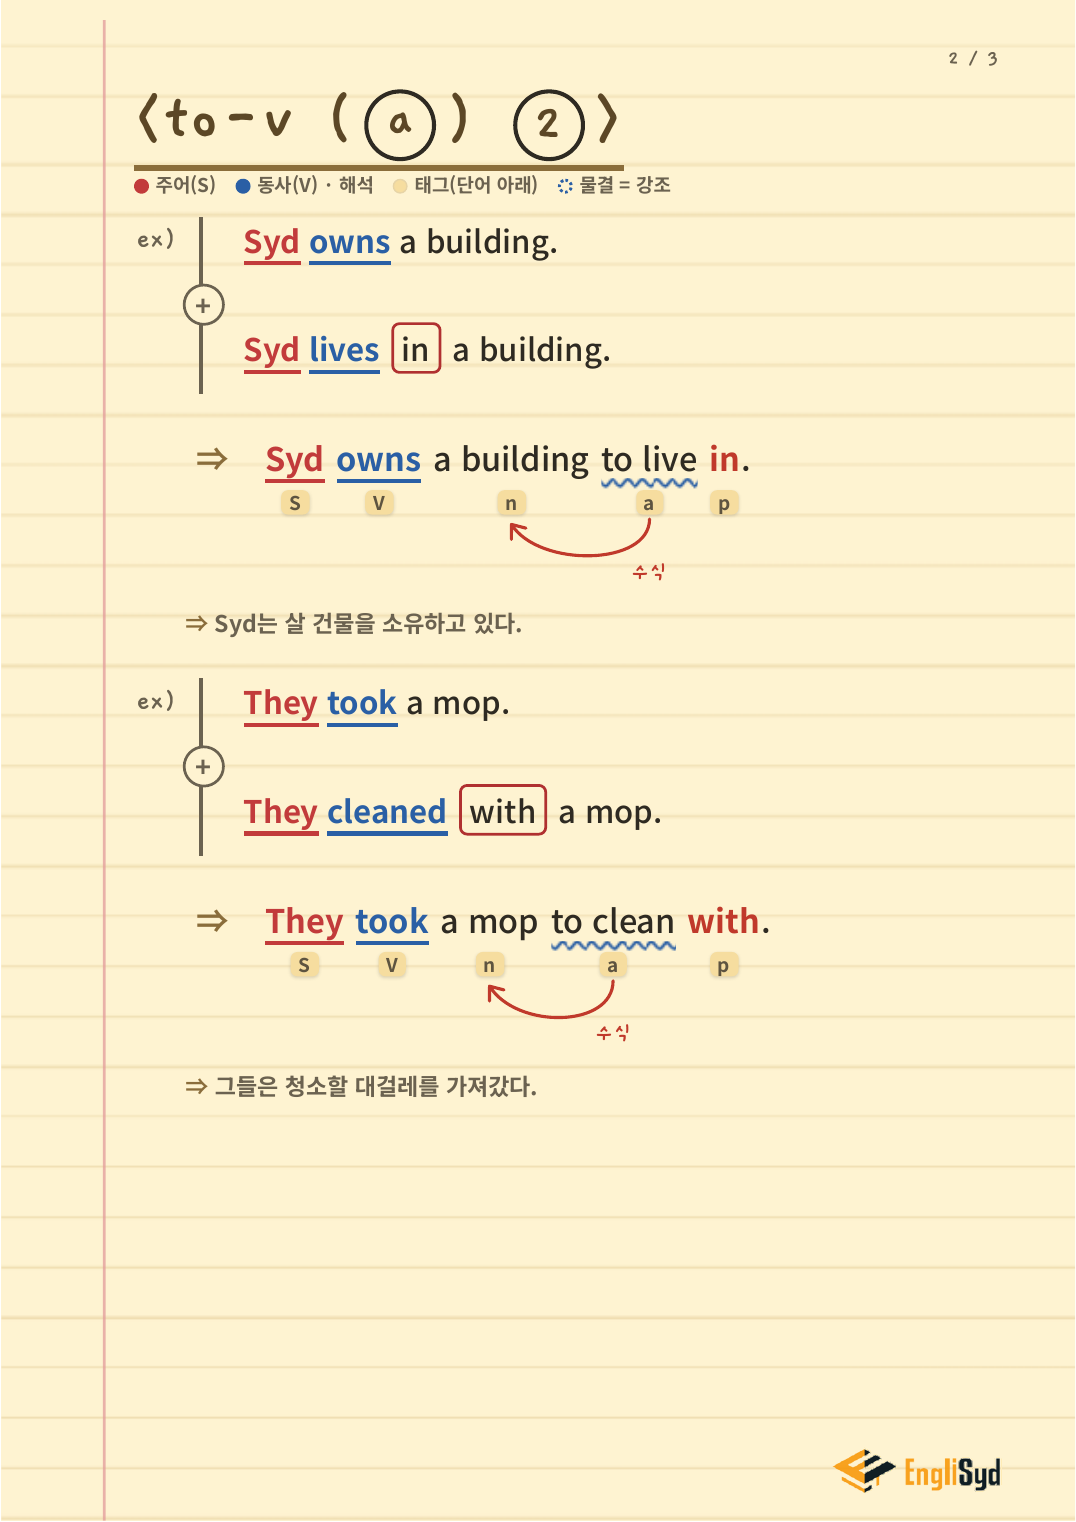 2 / 3
<to-v ( a ) 2>
주어(S) 동사(V) · 해석 태그(단어 아래) 물결 = 강조
ex) Syd owns a building.
+
Syd lives in a building.
⇒ Syd owns a building to live in.
S V n a p
수식
⇒ Syd는 살 건물을 소유하고 있다.
ex) They took a mop.
+
They cleaned with a mop.
⇒ They took a mop to clean with.
S V n a p
수식
⇒ 그들은 청소할 대걸레를 가져갔다.
EngliSyd